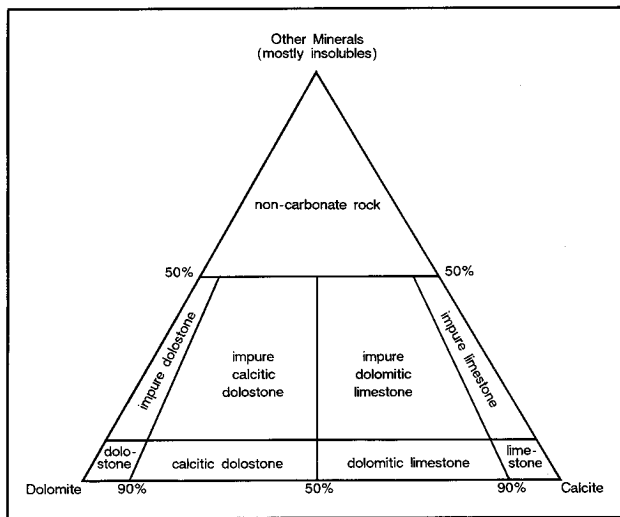 Other Minerals
(mostly insolubles)
non-carbonate rock
50%
50%
impure dolostone
impure
calcitic
dolostone
impure
dolomitic
limestone
impure limestone
dolo-
stone
calcitic dolostone
dolomitic limestone
lime-
stone
Dolomite
90%
50%
90%
Calcite